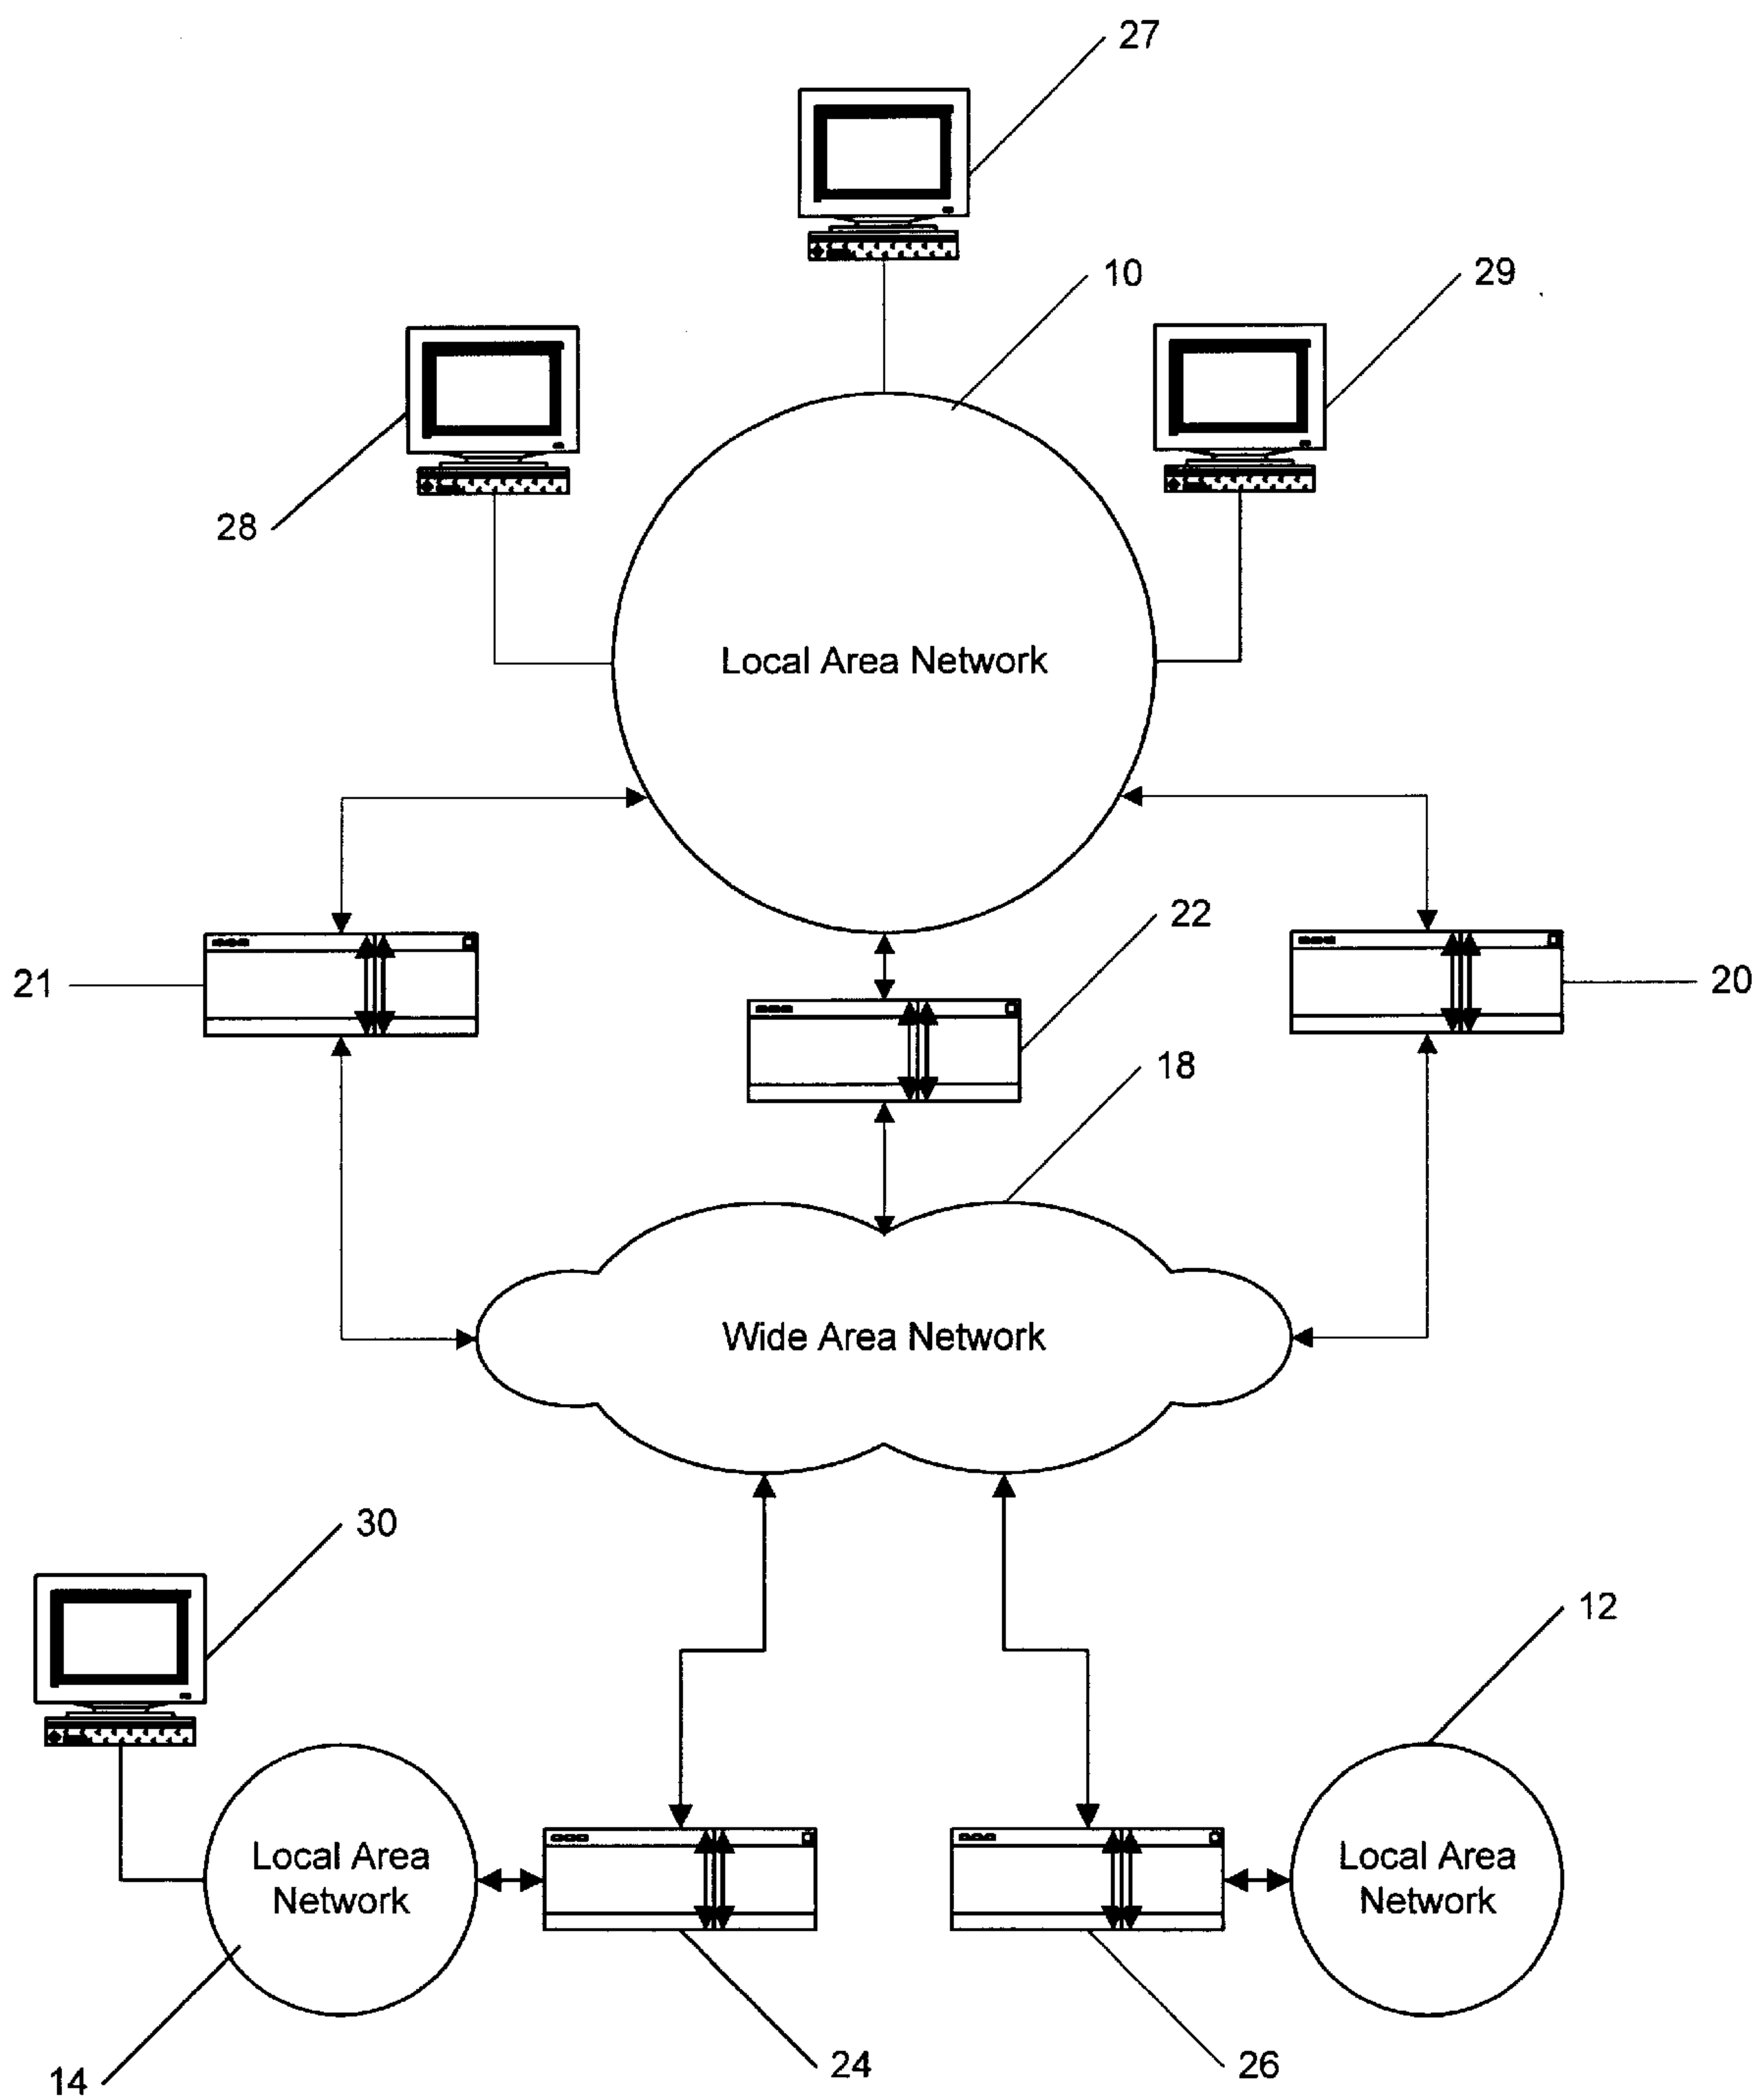 27
10
29
28
Local Area Network
22
21
20
18
Wide Area Network
30
12
Local Area
Network
Local Area
Network
14
24
26